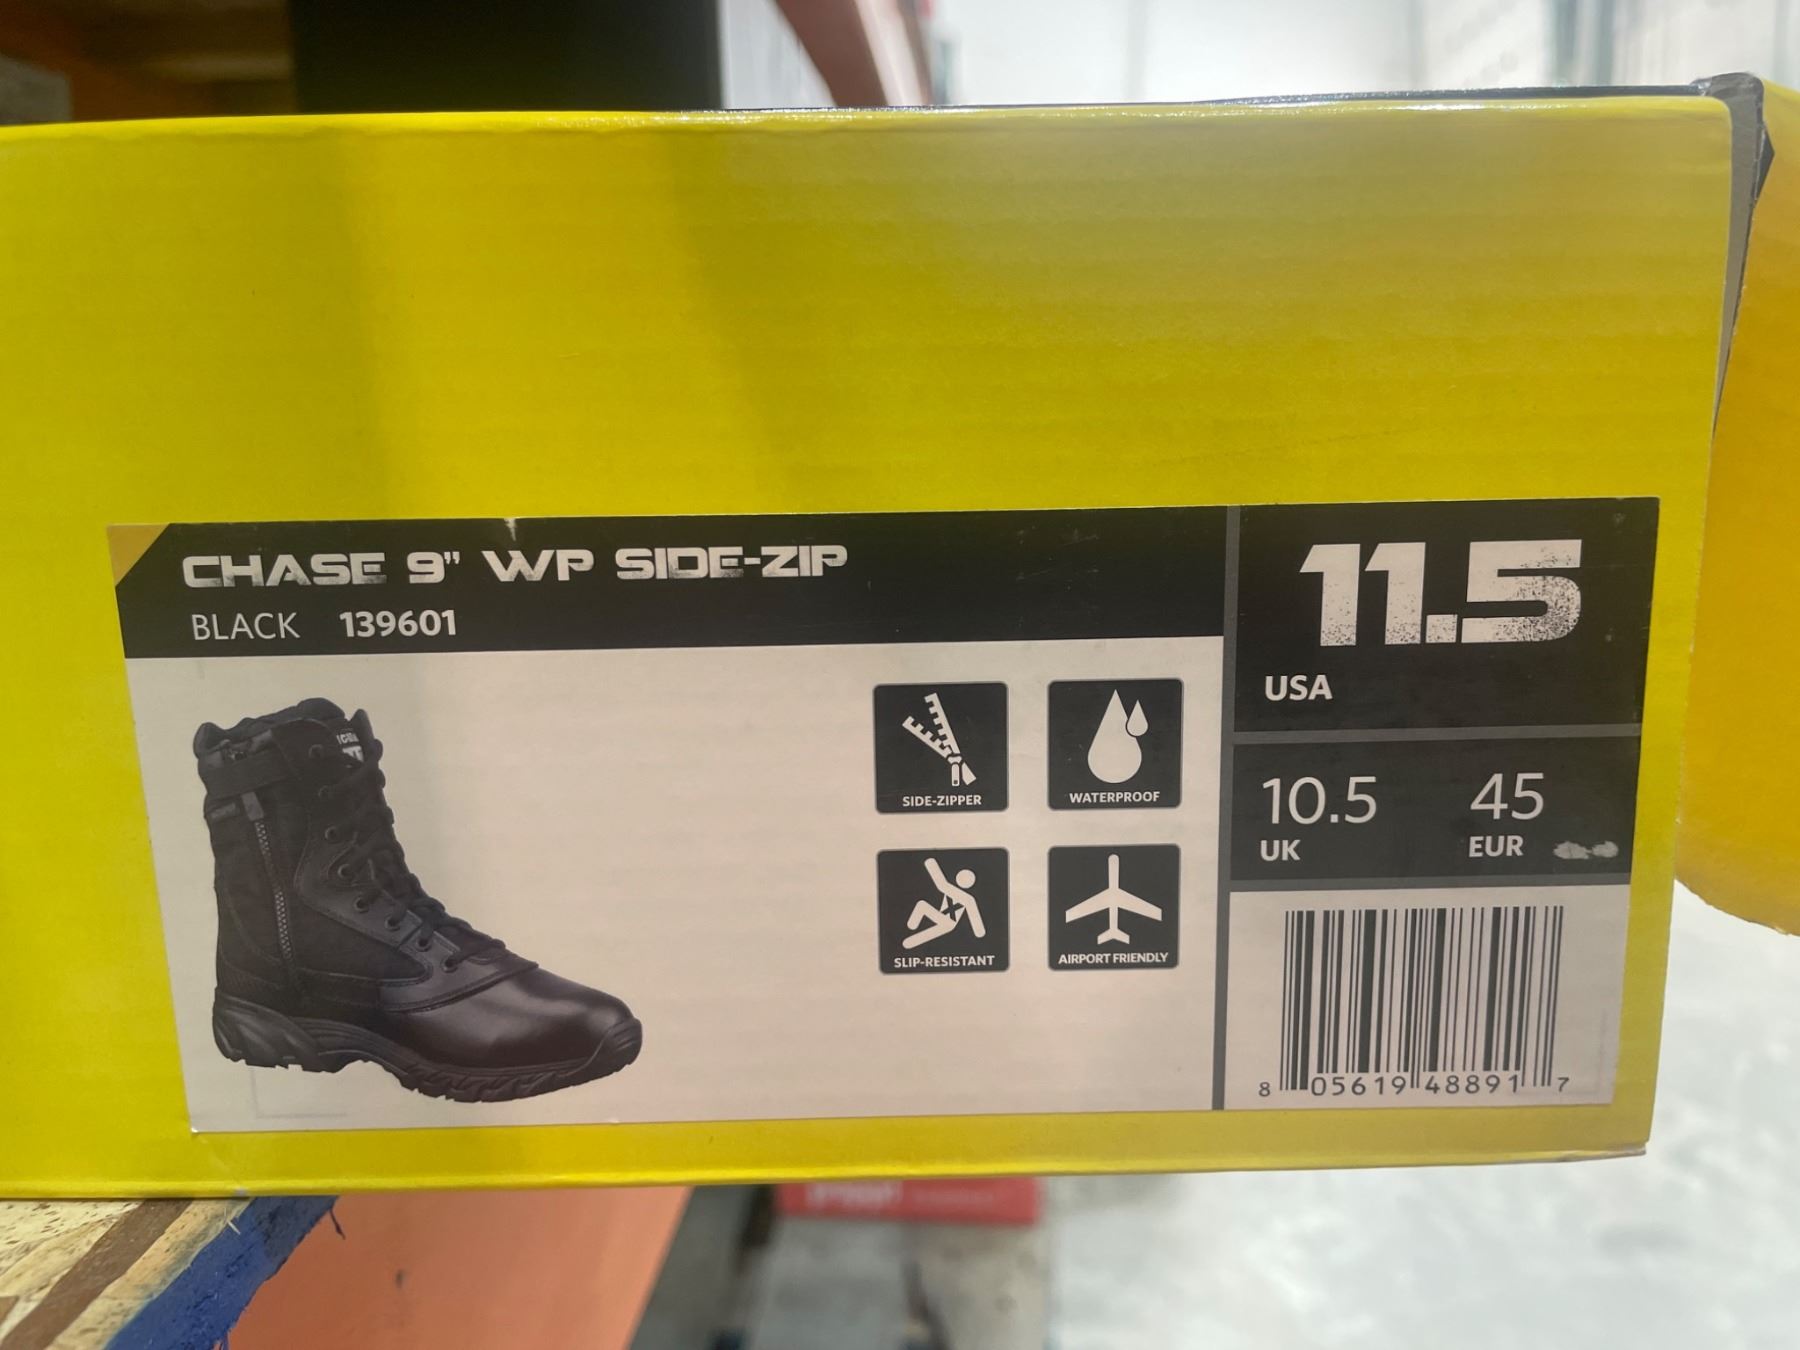 CHASE 9" WP SIDE-ZIP
BLACK 139601
11.5
USA
SIDE-ZIPPER
WATERPROOF
10.5
UK
45
EUR
SLIP-RESISTANT
AIRPORT FRIENDLY
8 05619 48891 7